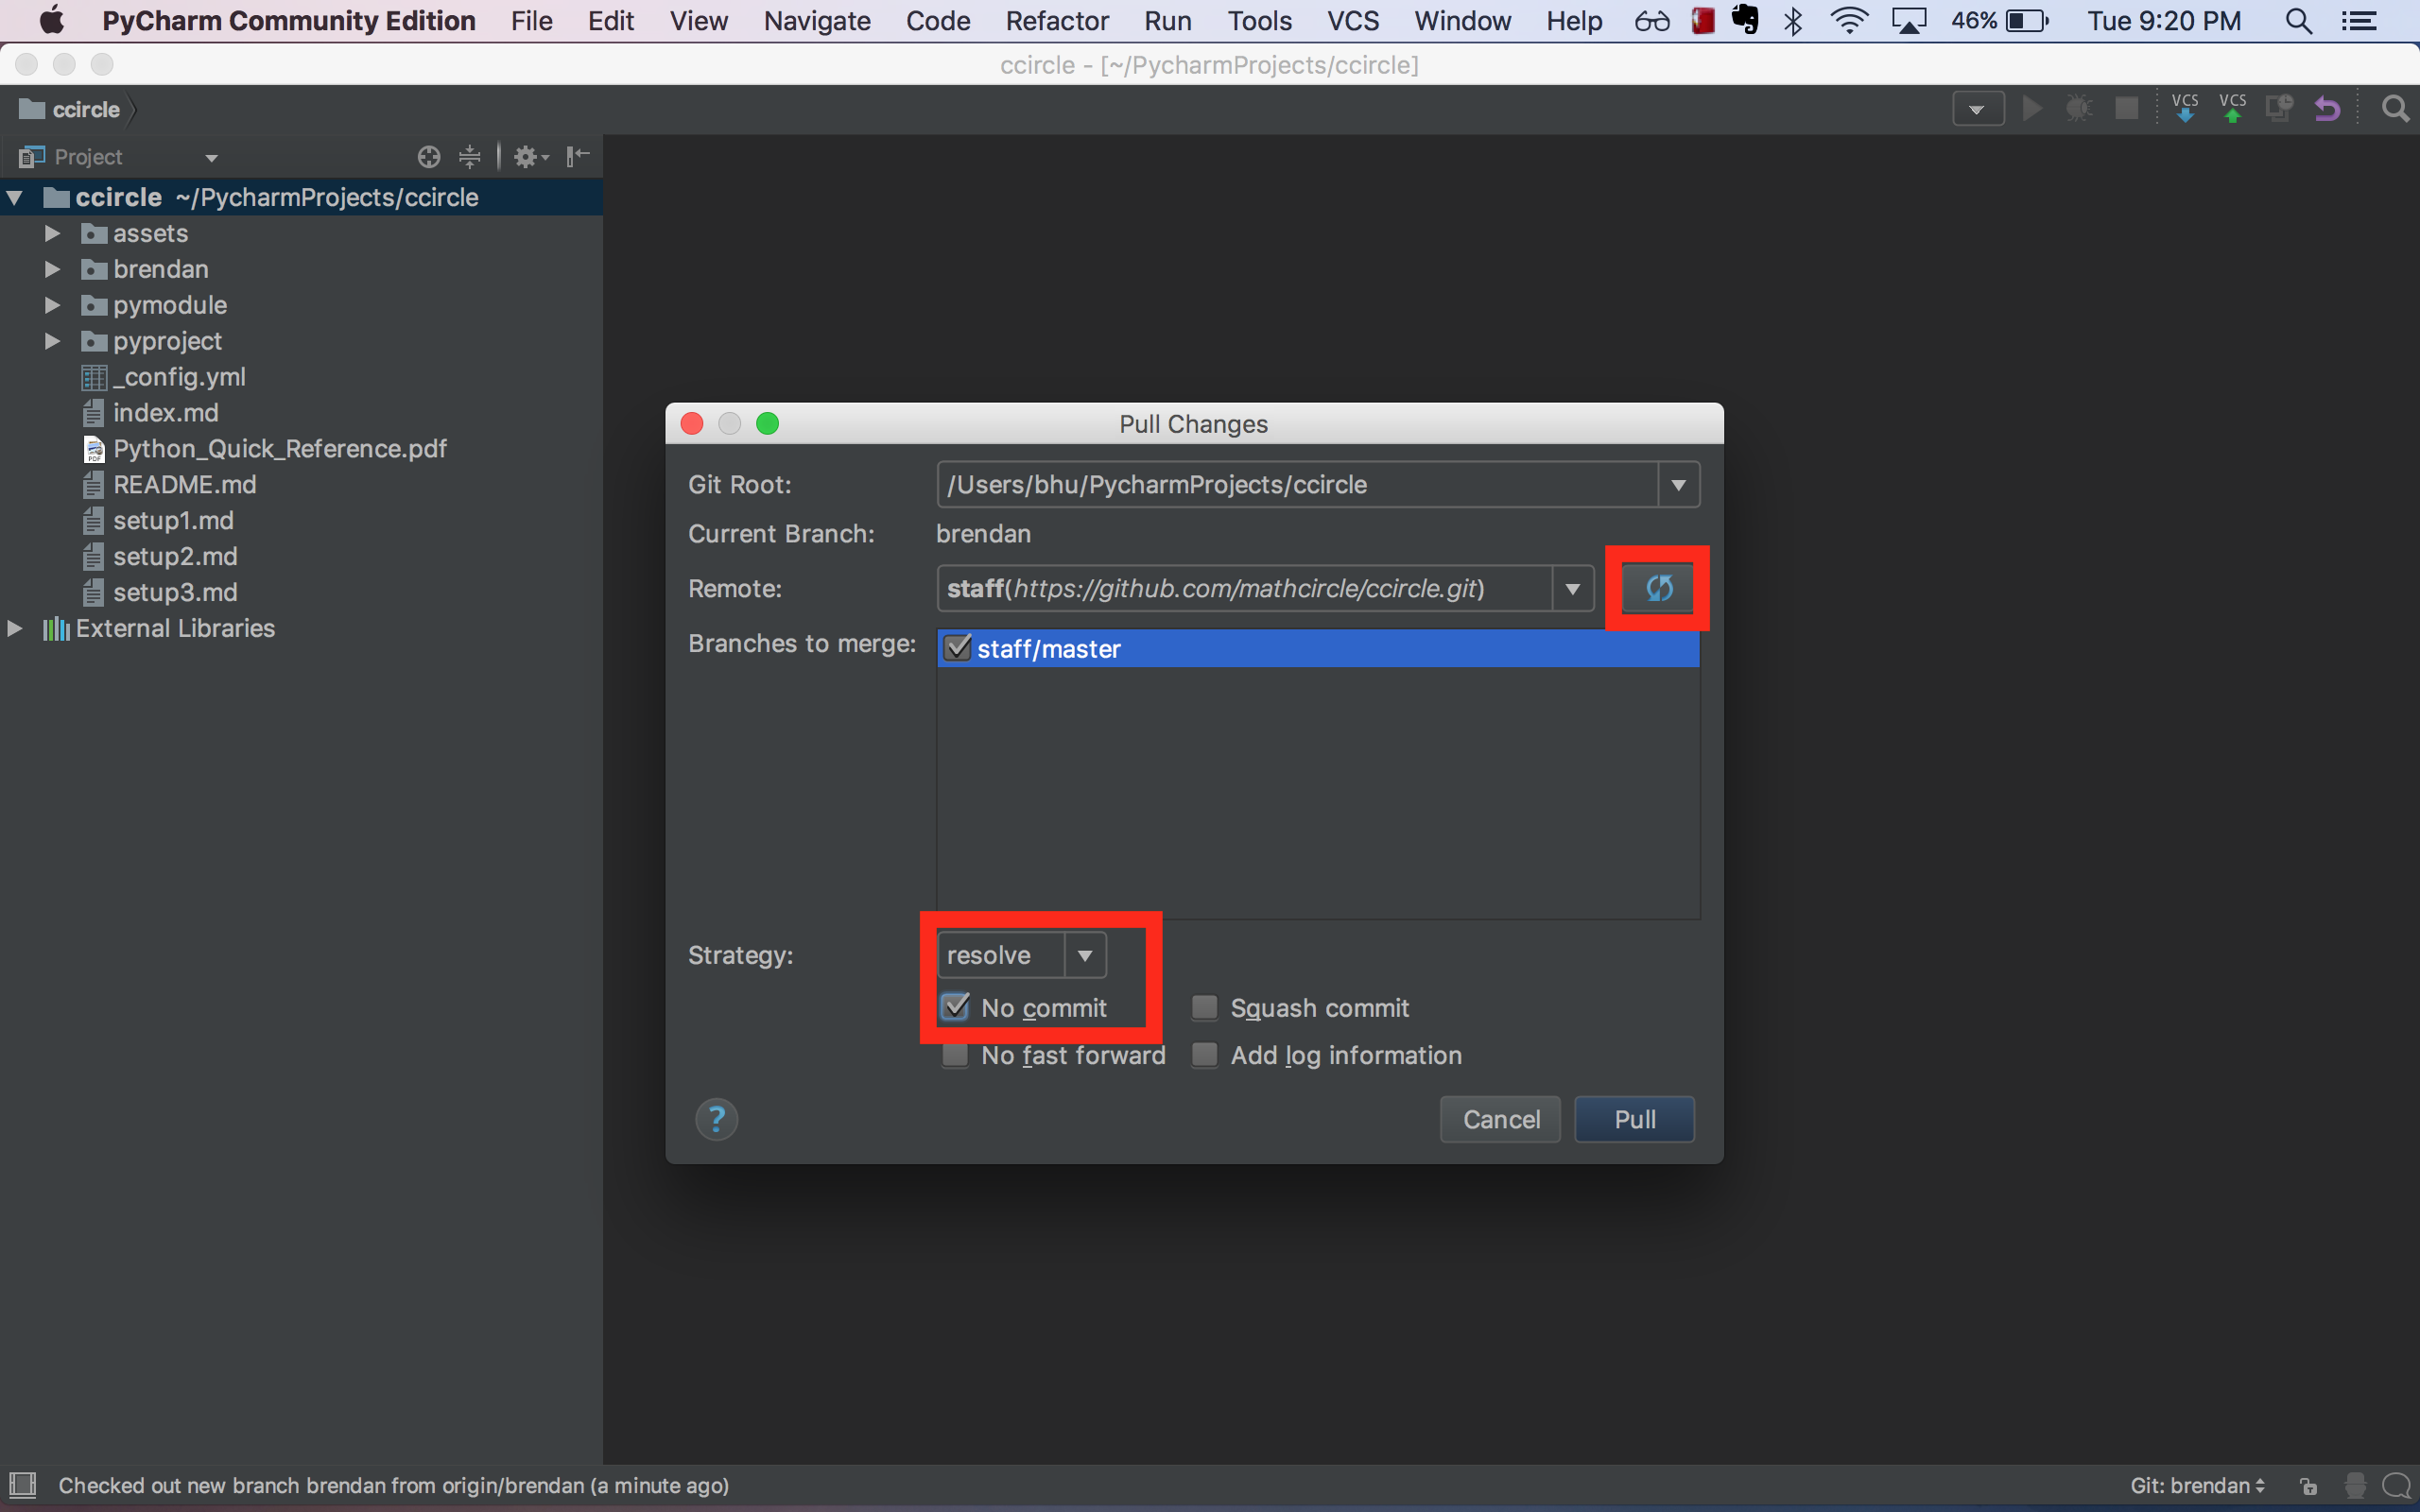 PyCharm Community Edition File Edit View Navigate Code Refactor Run Tools VCS Window Help 46% Tue 9:20 PM
ccircle - [~/PycharmProjects/ccircle]
ccircle VCS VCS
Project
ccircle ~/PycharmProjects/ccircle
assets
brendan
pymodule
pyproject
_config.yml
index.md
Python_Quick_Reference.pdf
README.md
setup1.md
setup2.md
setup3.md
External Libraries
Pull Changes
Git Root: /Users/bhu/PycharmProjects/ccircle
Current Branch: brendan
Remote: staff(https://github.com/mathcircle/ccircle.git)
Branches to merge: staff/master
Strategy: resolve
No commit Squash commit
No fast forward Add log information
? Cancel Pull
Checked out new branch brendan from origin/brendan (a minute ago) Git: brendan